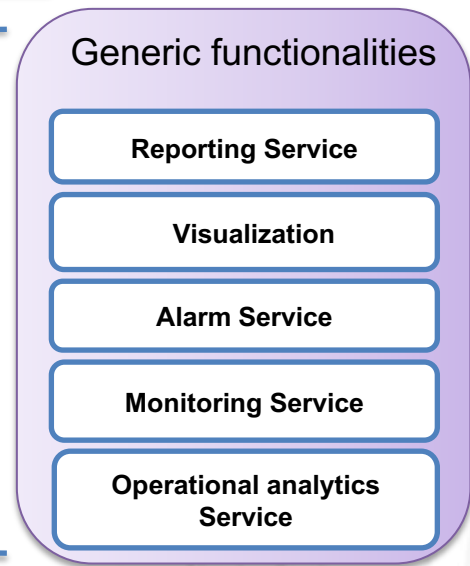 Generic functionalities
Reporting Service
Visualization
Alarm Service
Monitoring Service
Operational analytics
Service